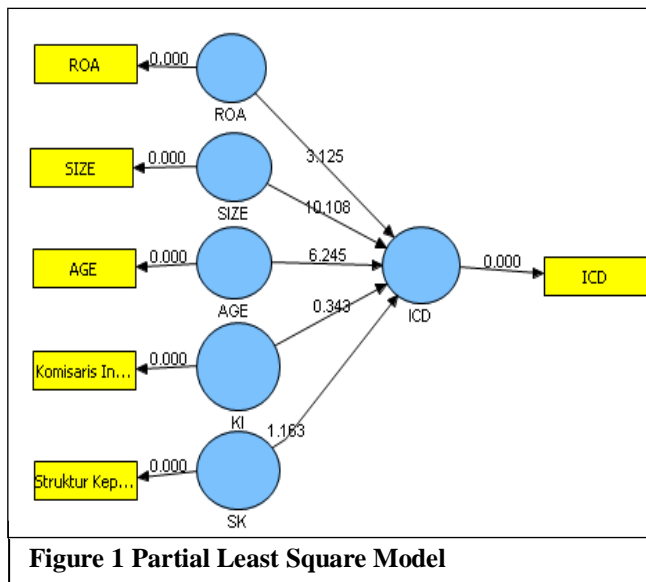 0.000
ROA
ROA
3.125
0.000
SIZE
SIZE
10.108
0.000
AGE
AGE
6.245
ICD
0.000
ICD
0.343
0.000
Komisaris In...
KI
1.163
0.000
Struktur Kep...
SK
Figure 1 Partial Least Square Model